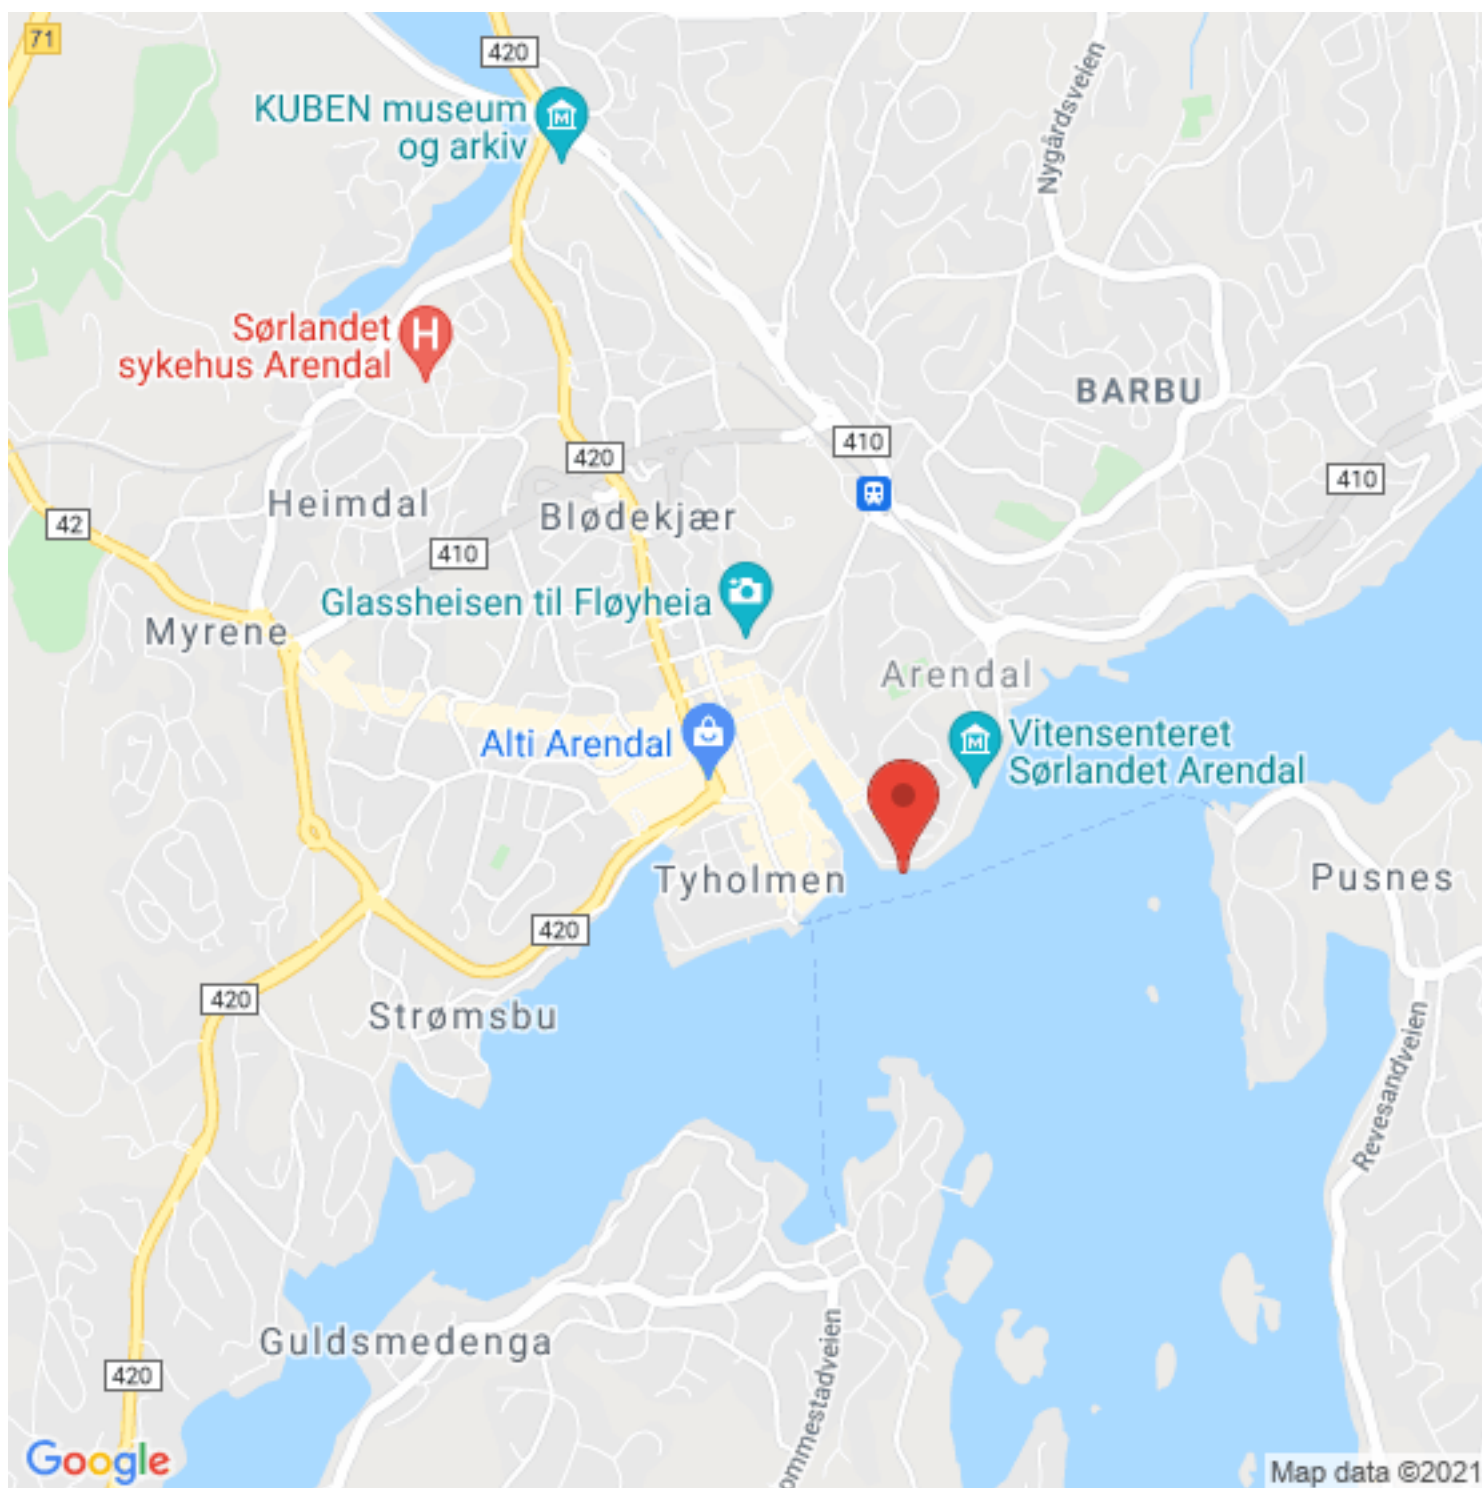 71
420
KUBEN museum
og arkiv
Nygårdsveien
Sørlandet
sykehus Arendal
BARBU
410
420
410
Heimdal
42
Blødekjær
410
Glassheisen til Fløyheia
Myrene
Arendal
Alti Arendal
Vitensenteret
Sørlandet Arendal
Tyholmen
Pusnes
420
420
Strømsbu
Revesandveien
Guldsmedenga
420
ommestadveien
Google
Map data ©2021